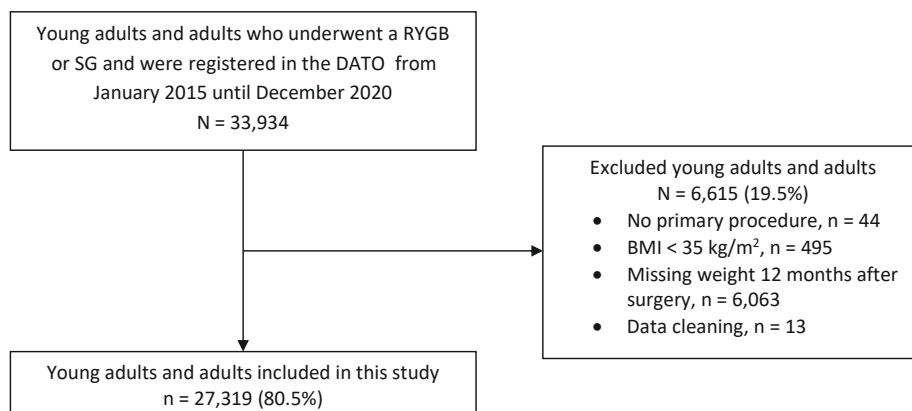 Young adults and adults who underwent a RYGB
or SG and were registered in the DATO from
January 2015 until December 2020
N = 33,934
Excluded young adults and adults
N = 6,615 (19.5%)
• No primary procedure, n = 44
• BMI < 35 kg/m², n = 495
• Missing weight 12 months after
surgery, n = 6,063
• Data cleaning, n = 13
Young adults and adults included in this study
n = 27,319 (80.5%)